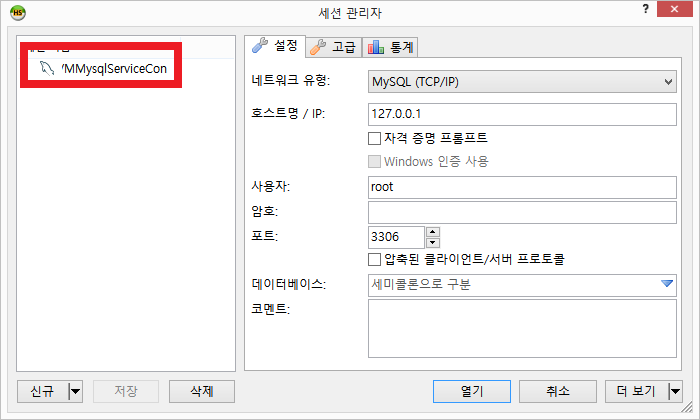 HS
세션 관리자
? ×
MMysqlServiceCon
설정 고급 통계
네트워크 유형: MySQL (TCP/IP)
호스트명 / IP: 127.0.0.1
자격 증명 프롬프트
Windows 인증 사용
사용자: root
암호:
포트: 3306
압축된 클라이언트/서버 프로토콜
데이터베이스: 세미콜론으로 구분
코멘트:
신규 저장 삭제 열기 취소 더 보기